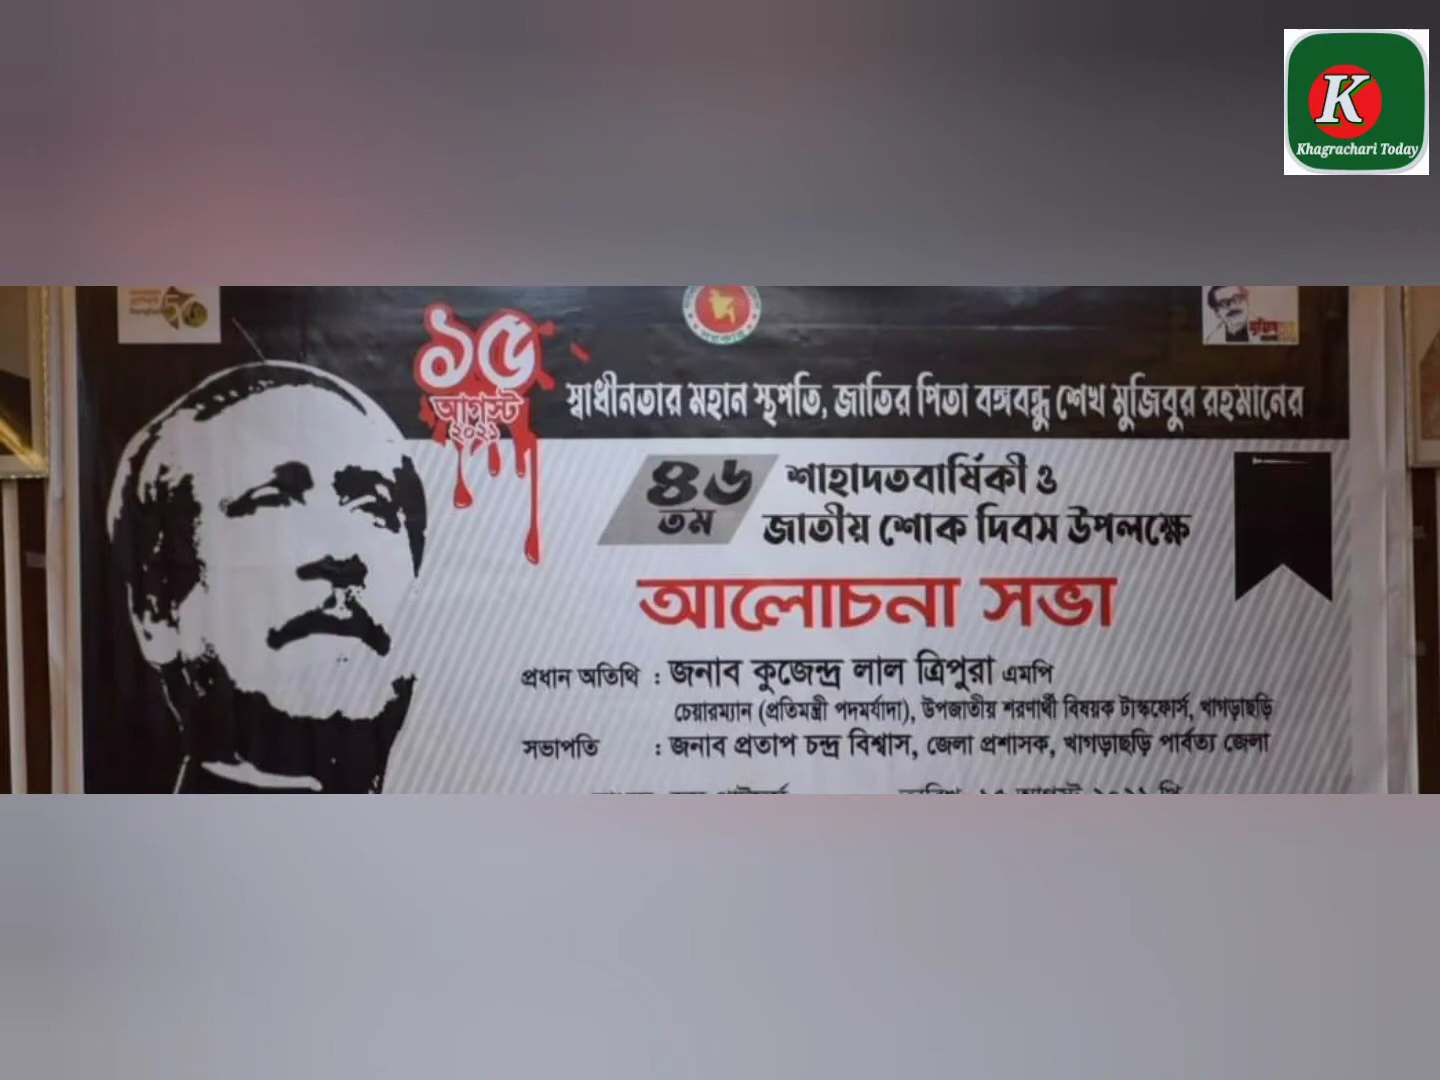 K
Khagrachari Today
50
১৫
আগস্ট
২০২১
স্বাধীনতার মহান স্থপতি, জাতির পিতা বঙ্গবন্ধু শেখ মুজিবুর রহমানের
৪৬
তম
শাহাদতবার্ষিকী ও
জাতীয় শোক দিবস উপলক্ষে
আলোচনা সভা
প্রধান অতিথি : জনাব কুজেন্দ্র লাল ত্রিপুরা এমপি
চেয়ারম্যান (প্রতিমন্ত্রী পদমর্যাদা), উপজাতীয় শরণার্থী বিষয়ক টাস্কফোর্স, খাগড়াছড়ি
সভাপতি : জনাব প্রতাপ চন্দ্র বিশ্বাস, জেলা প্রশাসক, খাগড়াছড়ি পার্বত্য জেলা